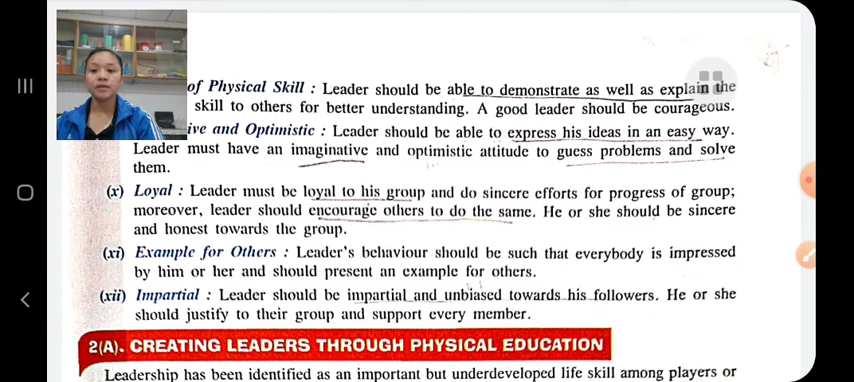 of Physical Skill : Leader should be able to demonstrate as well as explain the
skill to others for better understanding. A good leader should be courageous.
ive and Optimistic : Leader should be able to express his ideas in an easy way.
Leader must have an imaginative and optimistic attitude to guess problems and solve
them.
(x) Loyal : Leader must be loyal to his group and do sincere efforts for progress of group;
moreover, leader should encourage others to do the same. He or she should be sincere
and honest towards the group.
(xi) Example for Others : Leader's behaviour should be such that everybody is impressed
by him or her and should present an example for others.
(xii) Impartial : Leader should be impartial and unbiased towards his followers. He or she
should justify to their group and support every member.
2(A). CREATING LEADERS THROUGH PHYSICAL EDUCATION
Leadership has been identified as an important but underdeveloped life skill among players or